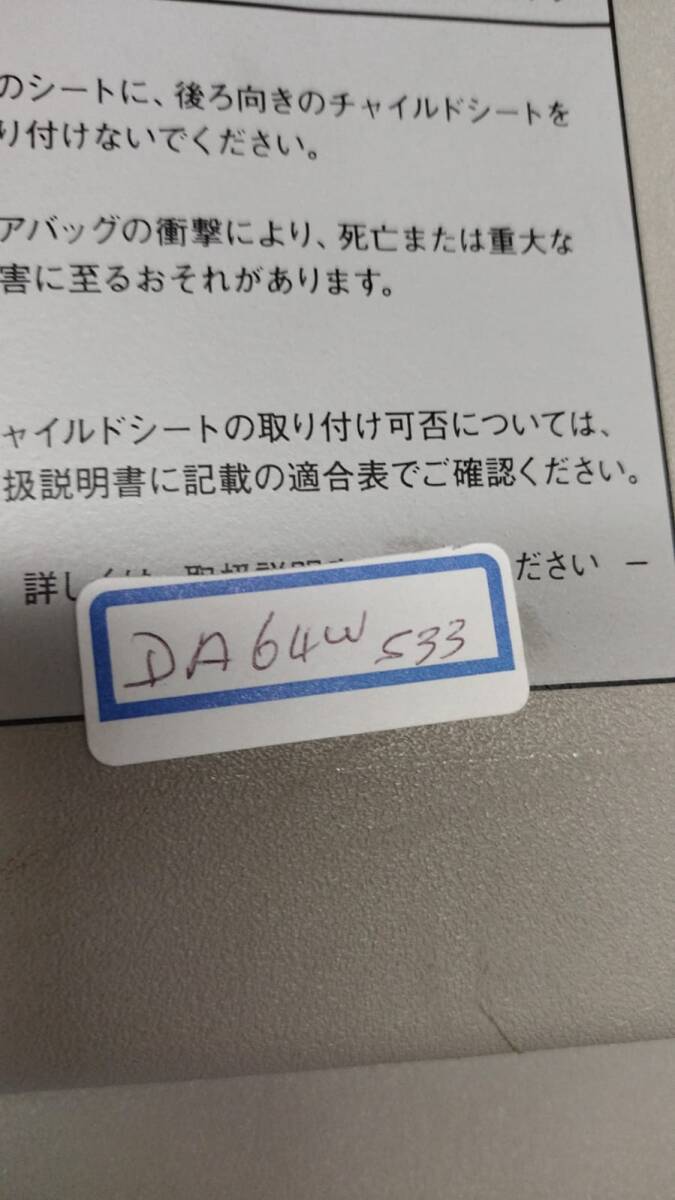 のシートに、後ろ向きのチャイルドシートを
り付けないでください。
アバッグの衝撃により、死亡または重大な
害に至るおそれがあります。
ャイルドシートの取り付け可否については、
扱説明書に記載の適合表でご確認ください。
詳しくは、取扱説明 ださい －
DA64W S33